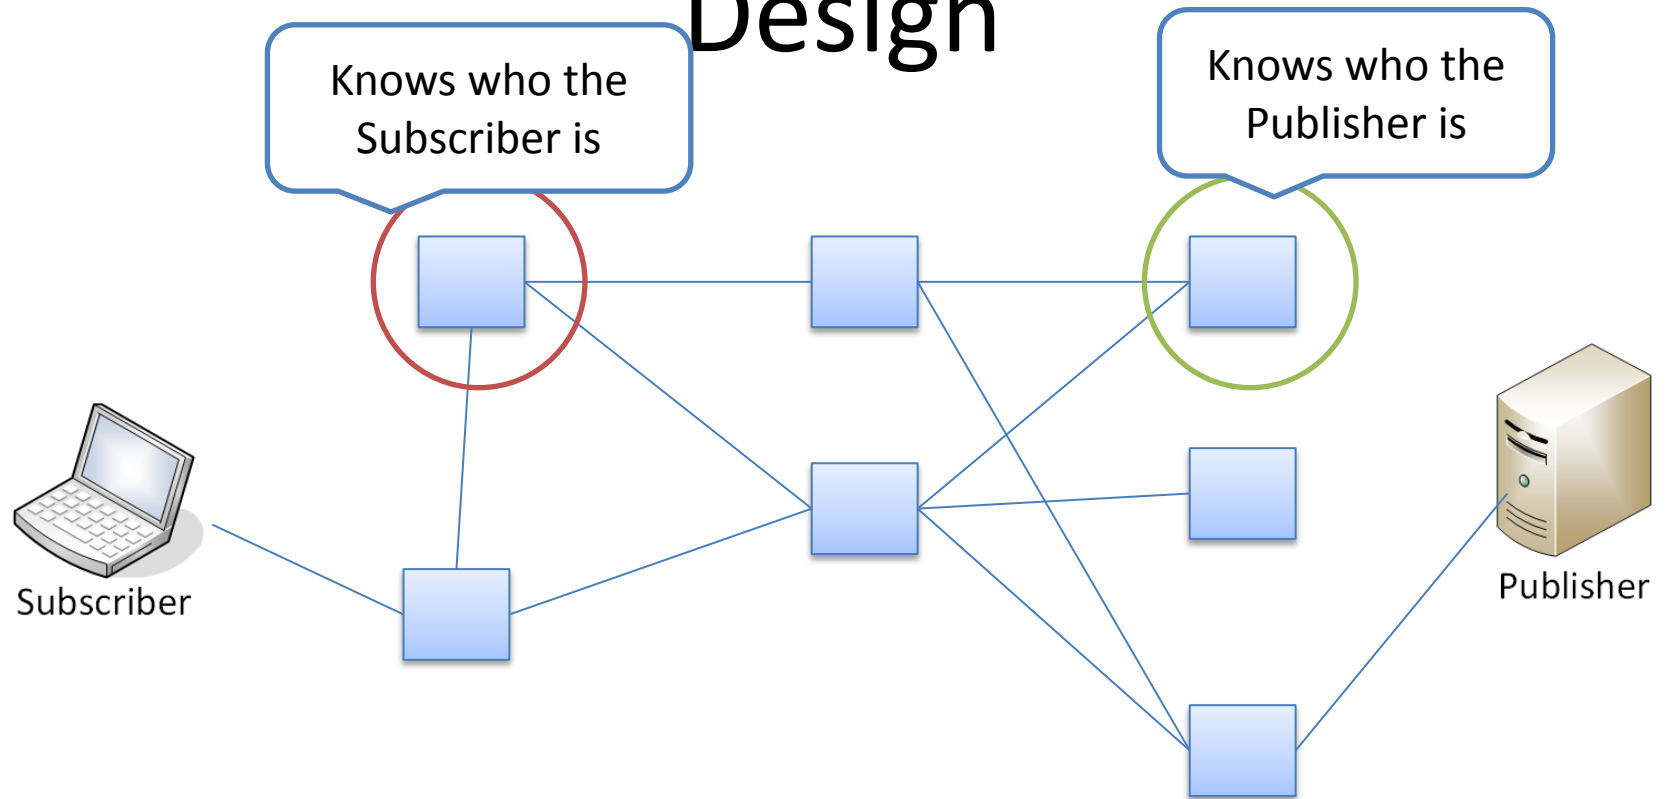 Design
Knows who the
Subscriber is
Knows who the
Publisher is
Subscriber
Publisher